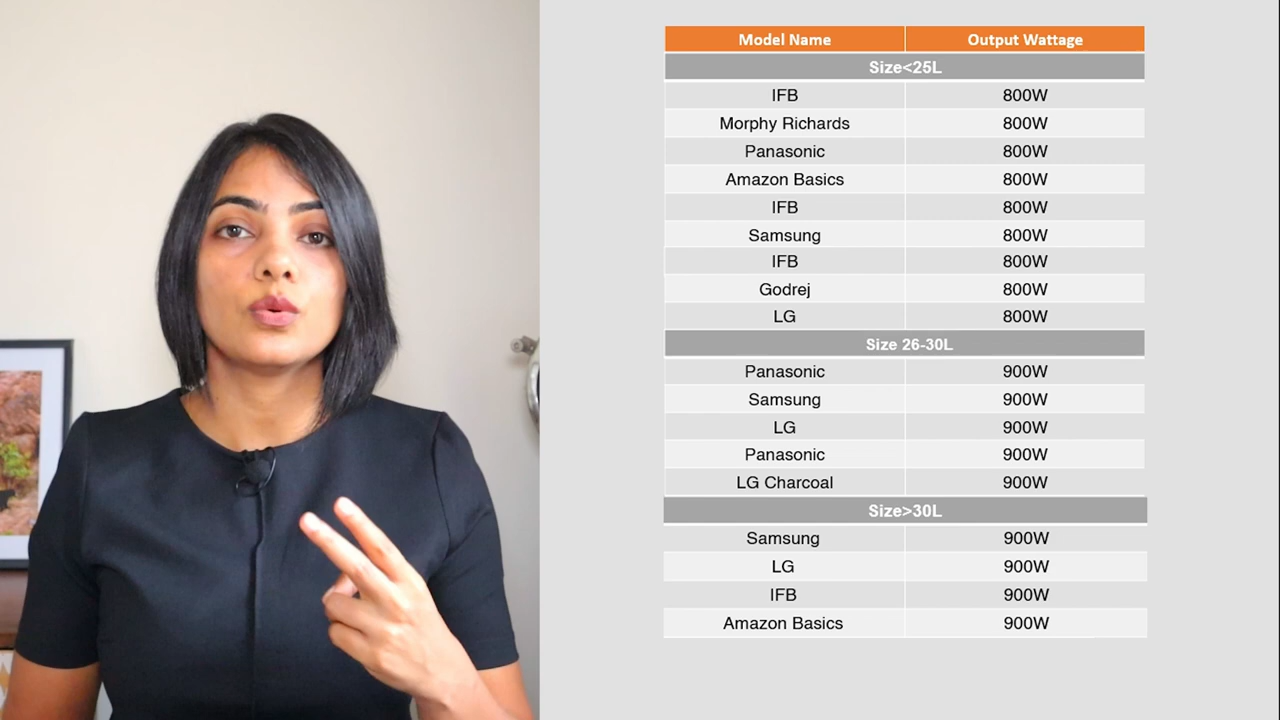 Model Name Output Wattage
Size<25L
IFB 800W
Morphy Richards 800W
Panasonic 800W
Amazon Basics 800W
IFB 800W
Samsung 800W
IFB 800W
Godrej 800W
LG 800W
Size 26-30L
Panasonic 900W
Samsung 900W
LG 900W
Panasonic 900W
LG Charcoal 900W
Size>30L
Samsung 900W
LG 900W
IFB 900W
Amazon Basics 900W